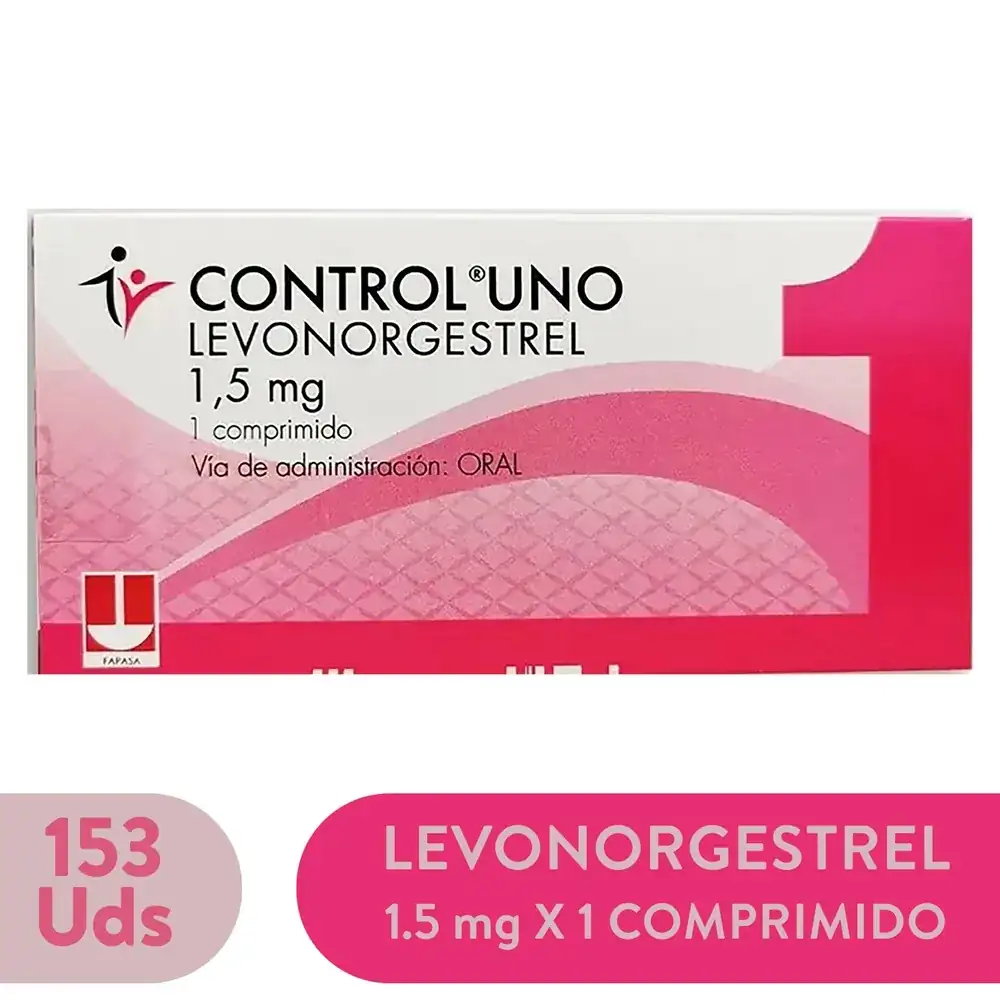 CONTROL®UNO
LEVONORGESTREL
1,5 mg
1 comprimido
Vía de administración: ORAL
1
FAPASA
153
Uds
LEVONORGESTREL
1.5 mg X 1 COMPRIMIDO